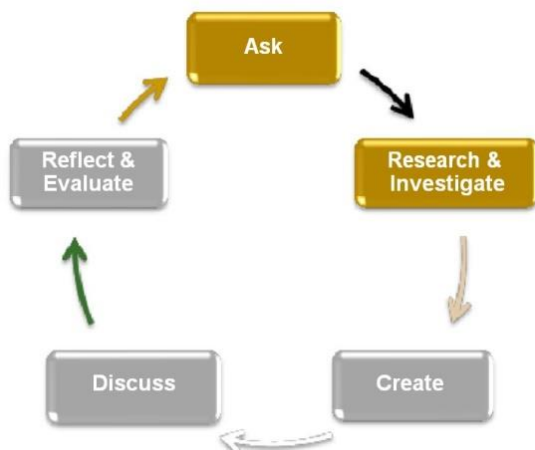 Ask
Research &
Investigate
Create
Discuss
Reflect &
Evaluate